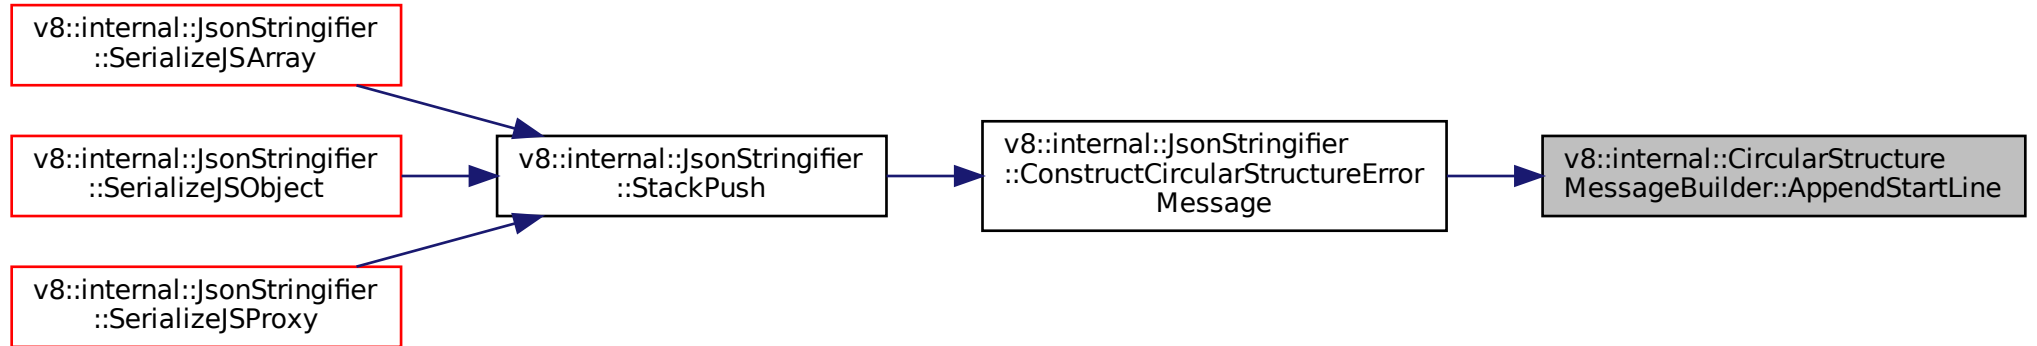 v8::internal::JsonStringifier
::SerializeJSArray
v8::internal::JsonStringifier
::SerializeJSObject
v8::internal::JsonStringifier
::SerializeJSProxy
v8::internal::JsonStringifier
::StackPush
v8::internal::JsonStringifier
::ConstructCircularStructureError
Message
v8::internal::CircularStructure
MessageBuilder::AppendStartLine